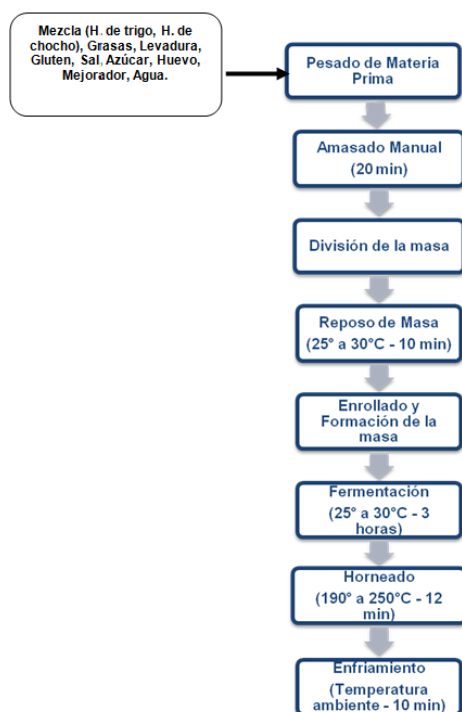 Mezcla (H. de trigo, H. de
chocho), Grasas, Levadura,
Gluten, Sal, Azúcar, Huevo,
Mejorador, Agua.
Pesado de Materia
Prima
Amasado Manual
(20 min)
División de la masa
Reposo de Masa
(25° a 30°C - 10 min)
Enrollado y
Formación de la
masa
Fermentación
(25° a 30°C - 3
horas)
Horneado
(190° a 250°C - 12
min)
Enfriamiento
(Temperatura
ambiente - 10 min)